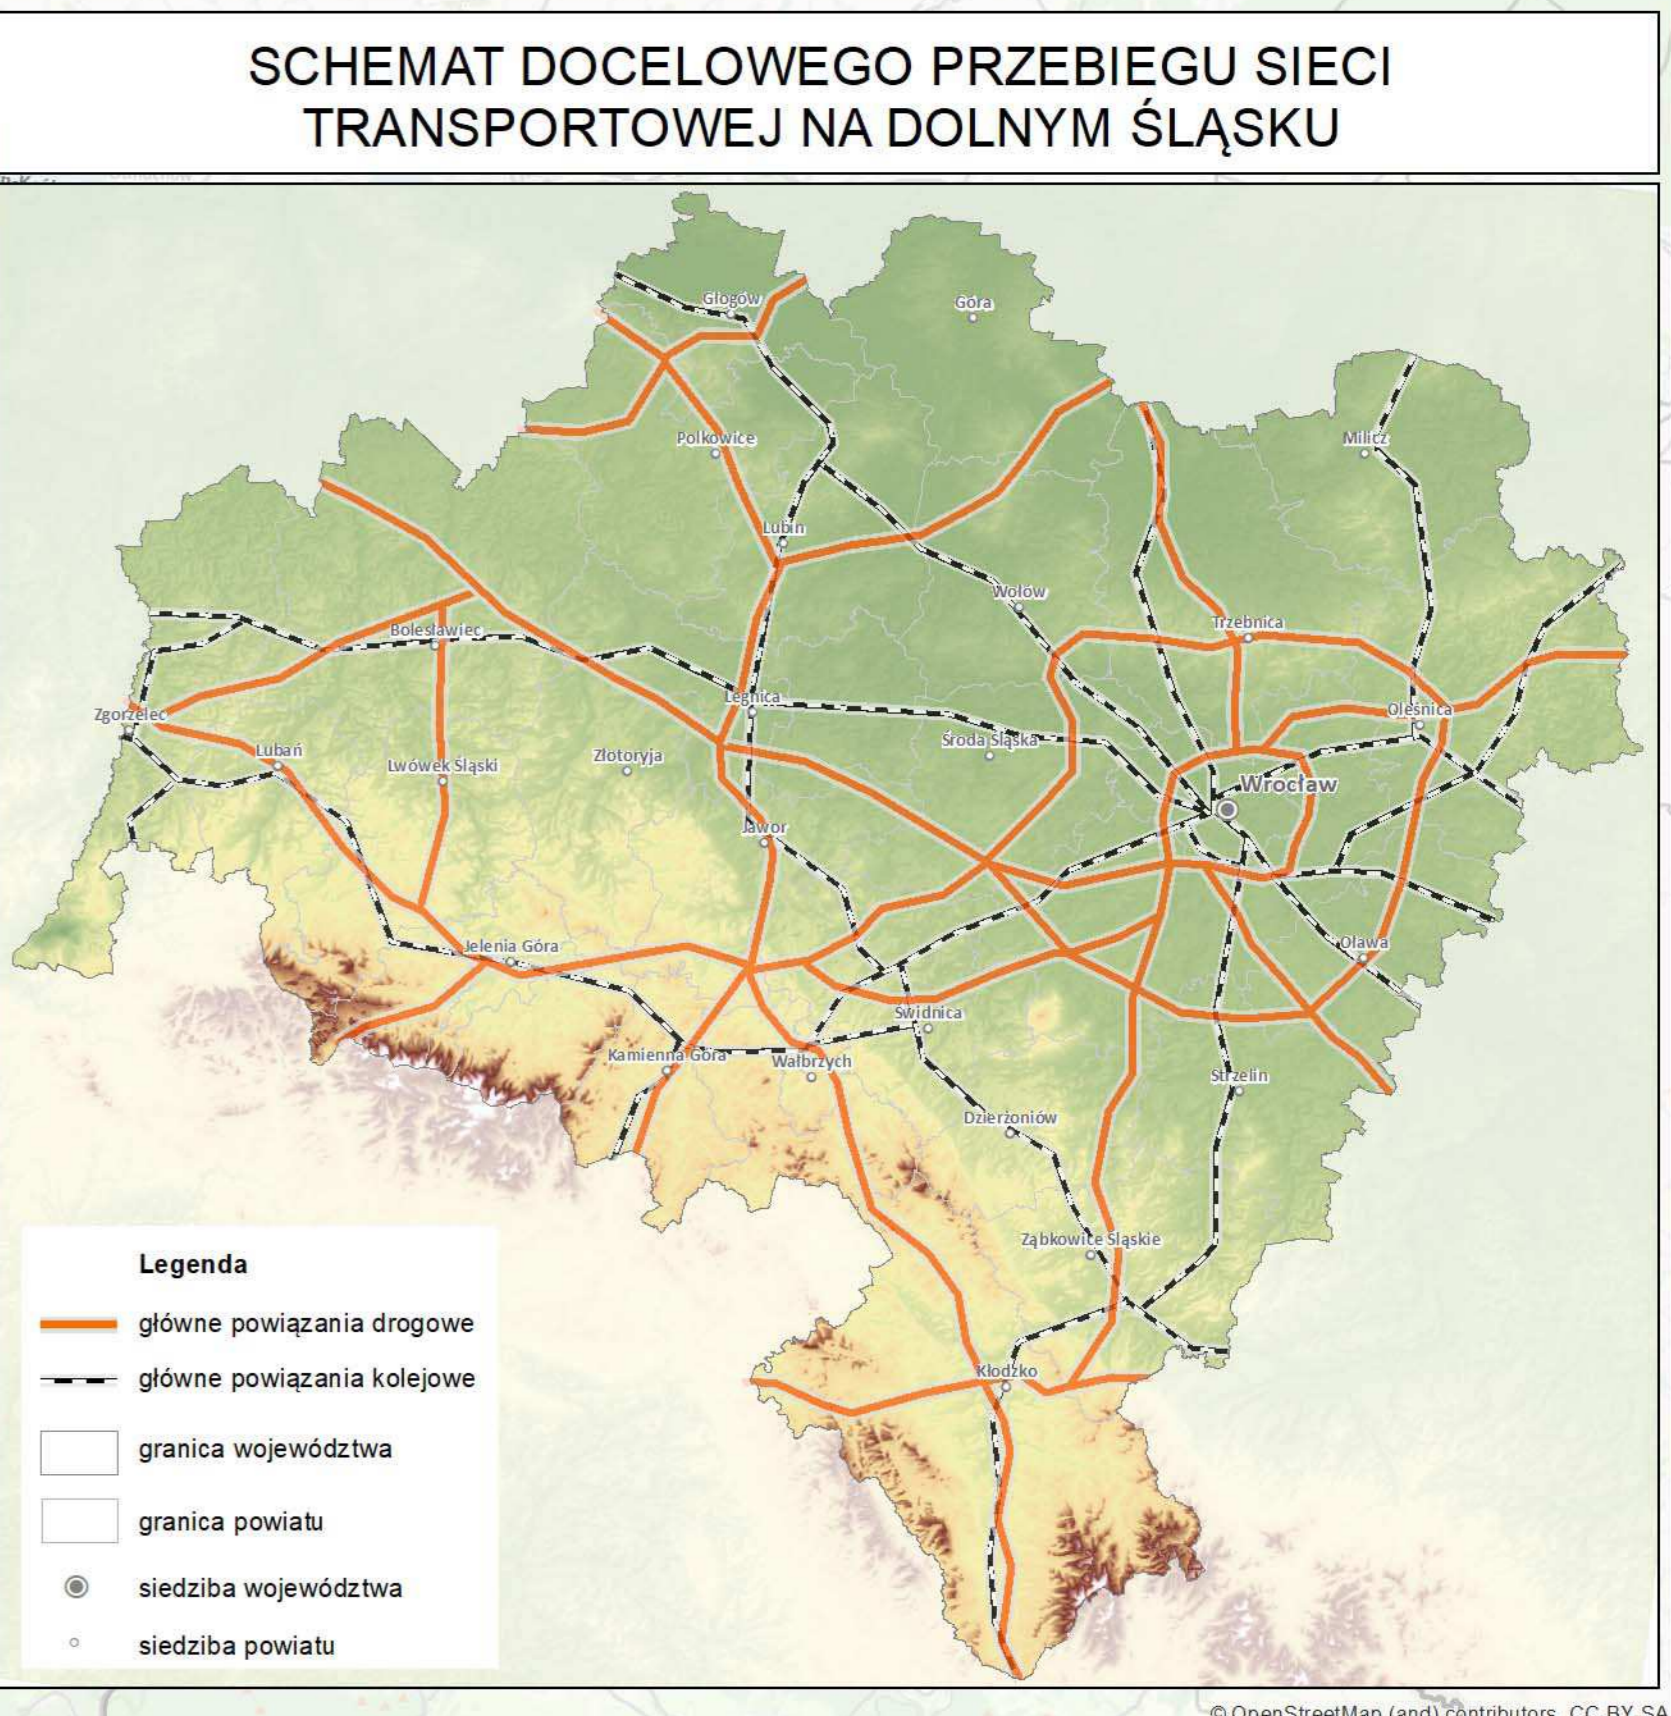 SCHEMAT DOCELOWEGO PRZEBIEGU SIECI
TRANSPORTOWEJ NA DOLNYM ŚLĄSKU
Głogów
Góra
Polkowice
Milicz
Lubin
Wołów
Trzebnica
Bolesławiec
Legnica
Zgorzelec
Oleśnica
Lubań
Lwówek Śląski
Złotoryja
Środa Śląska
Wrocław
Jawor
Jelenia Góra
Oława
Świdnica
Kamienna Góra
Wałbrzych
Strzelin
Dzierżoniów
Ząbkowice Śląskie
Kłodzko
Legenda
główne powiązania drogowe
główne powiązania kolejowe
granica województwa
granica powiatu
siedziba województwa
siedziba powiatu
© OpenStreetMap (and) contributors, CC BY SA